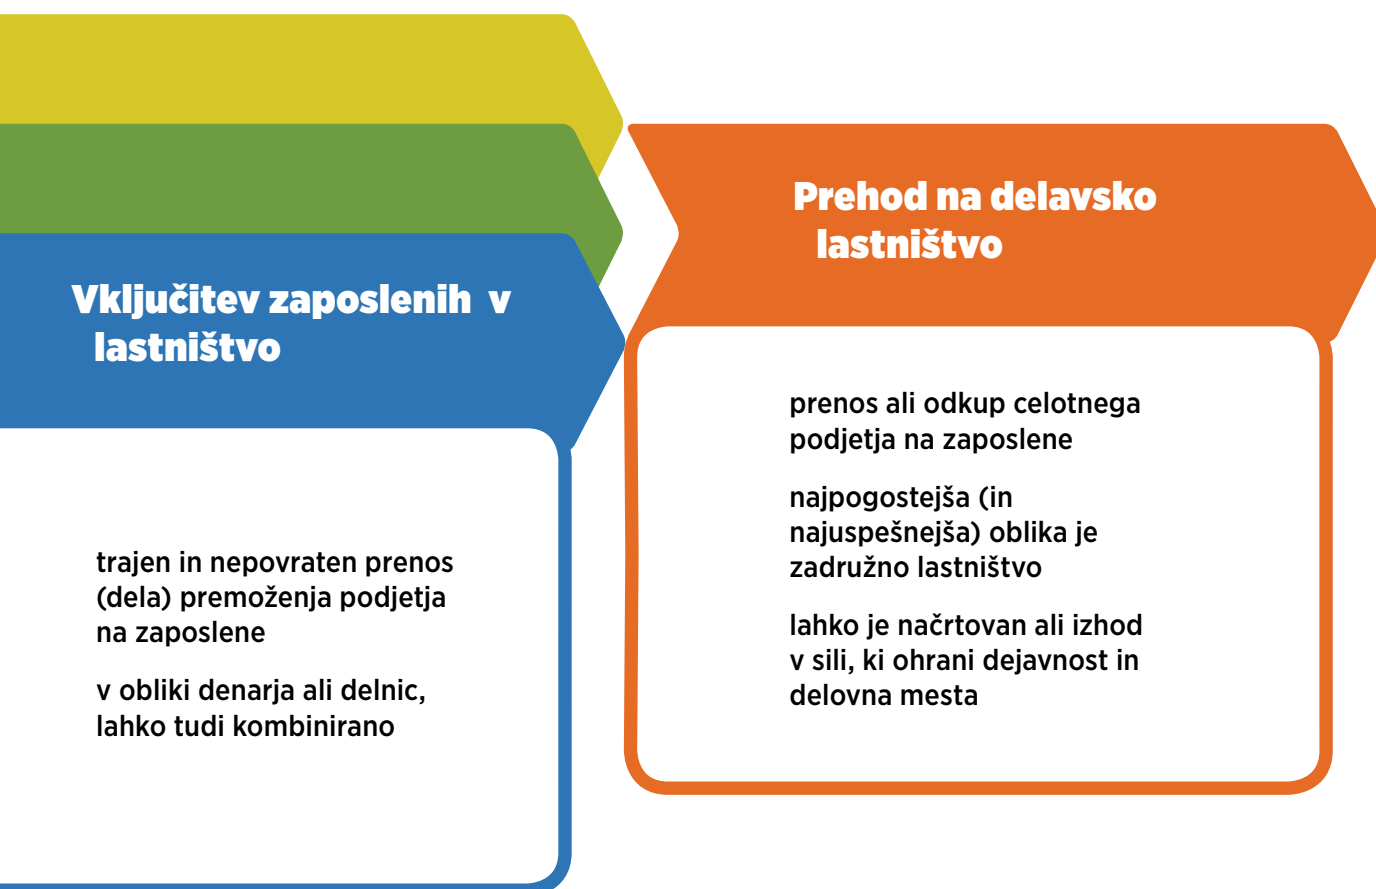 Vključitev zaposlenih v
lastništvo
trajen in nepovraten prenos
(dela) premoženja podjetja
na zaposlene
v obliki denarja ali delnic,
lahko tudi kombinirano
Prehod na delavsko
lastništvo
prenos ali odkup celotnega
podjetja na zaposlene
najpogostejša (in
najuspešnejša) oblika je
zadružno lastništvo
lahko je načrtovan ali izhod
v sili, ki ohrani dejavnost in
delovna mesta